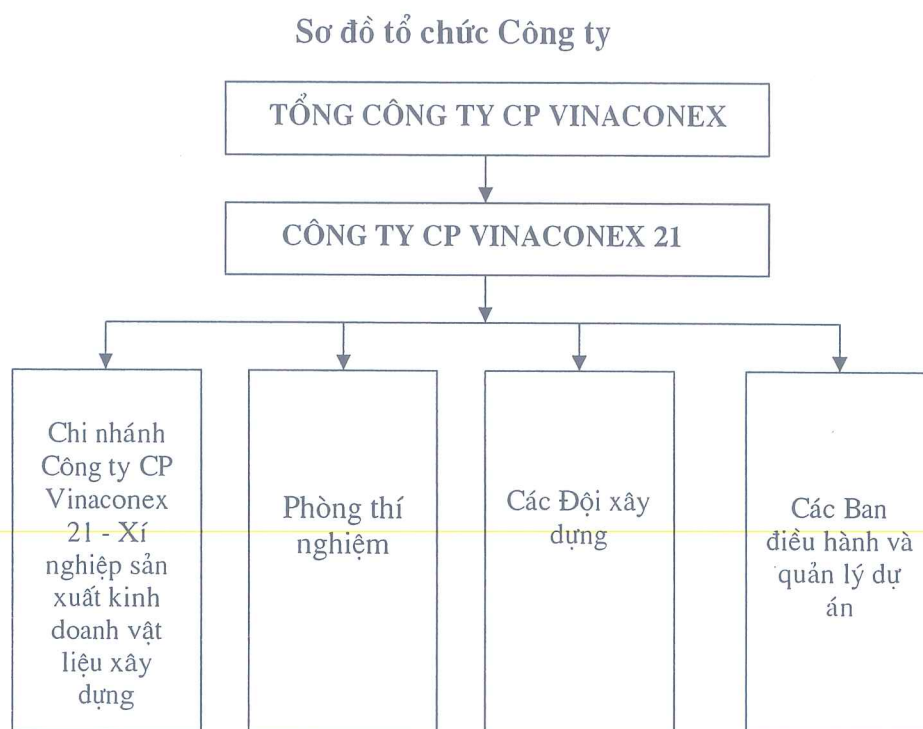 Sơ đồ tổ chức Công ty
TỔNG CÔNG TY CP VINACONEX
CÔNG TY CP VINACONEX 21
Chi nhánh
Công ty CP
Vinaconex
21 - Xí
nghiệp sản
xuất kinh
doanh vật
liệu xây
dựng
Phòng thí
nghiệm
Các Đội xây
dựng
Các Ban
điều hành và
quản lý dự
án